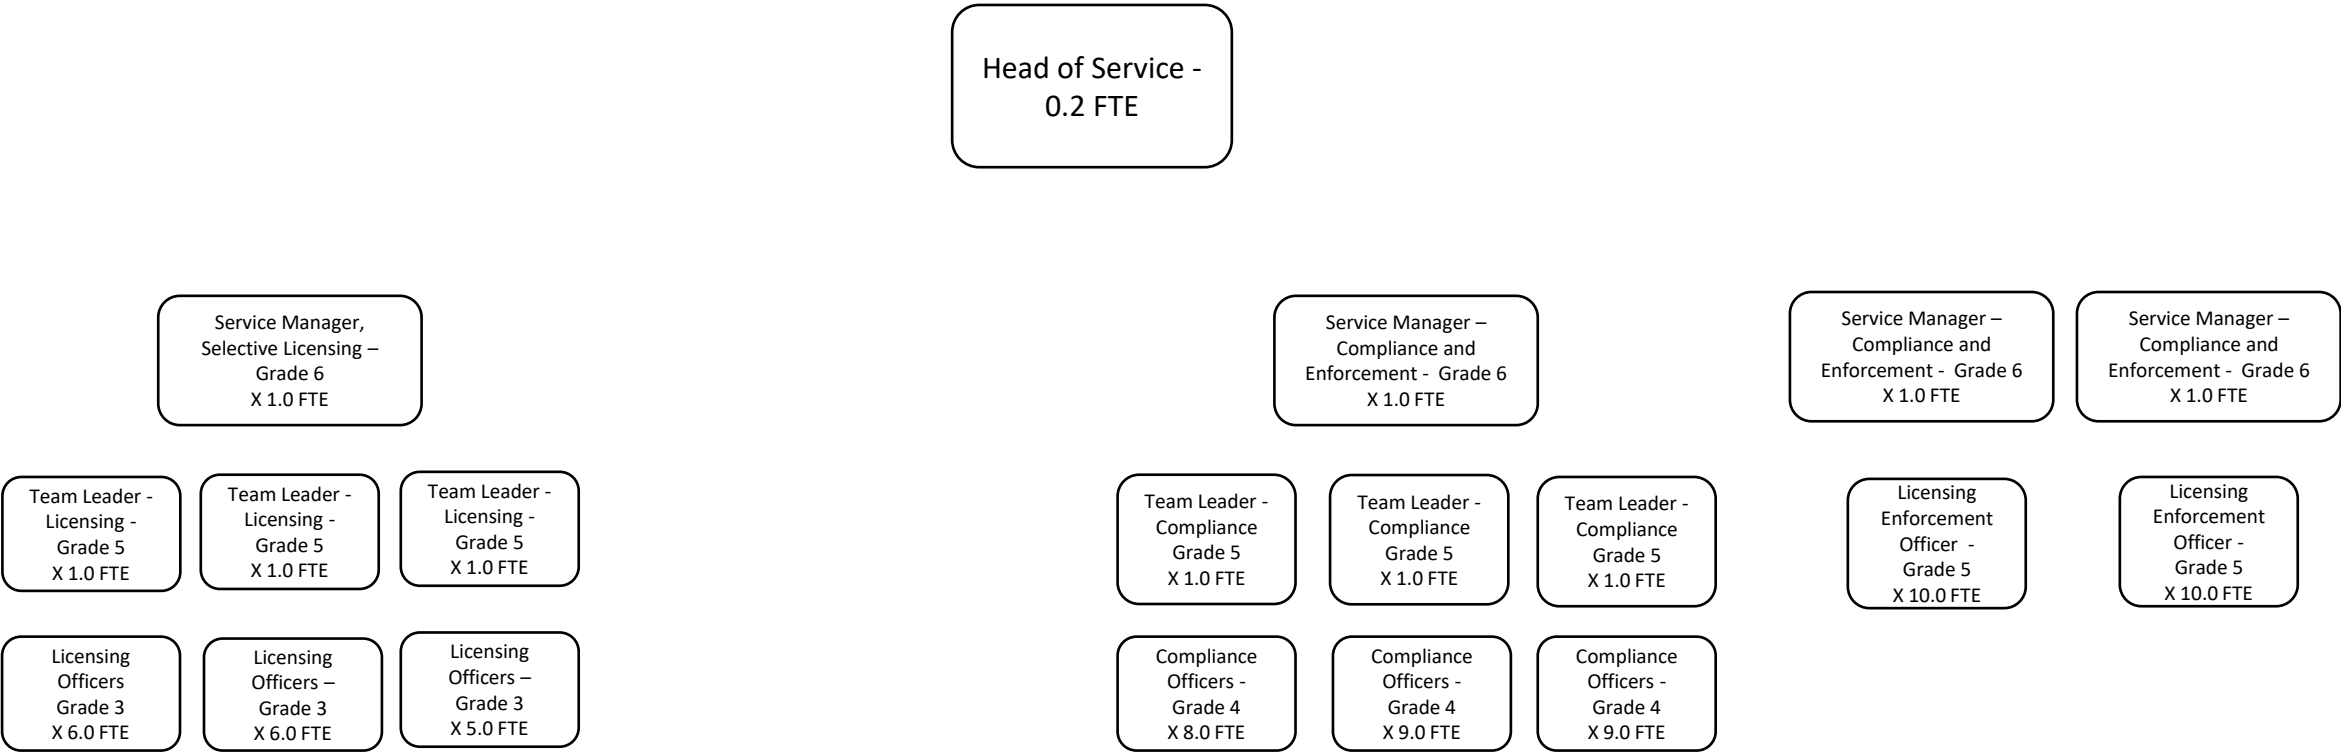 Head of Service -
0.2 FTE
Service Manager,
Selective Licensing –
Grade 6
X 1.0 FTE
Service Manager –
Compliance and
Enforcement -  Grade 6
X 1.0 FTE
Service Manager –
Compliance and
Enforcement -  Grade 6
X 1.0 FTE
Service Manager –
Compliance and
Enforcement -  Grade 6
X 1.0 FTE
Team Leader -
Licensing -
Grade 5
X 1.0 FTE
Team Leader -
Licensing -
Grade 5
X 1.0 FTE
Team Leader -
Licensing -
Grade 5
X 1.0 FTE
Team Leader -
Compliance
Grade 5
X 1.0 FTE
Team Leader -
Compliance
Grade 5
X 1.0 FTE
Team Leader -
Compliance
Grade 5
X 1.0 FTE
Licensing
Enforcement
Officer  -
Grade 5
X 10.0 FTE
Licensing
Enforcement
Officer -
Grade 5
X 10.0 FTE
Licensing
Officers
Grade 3
X 6.0 FTE
Licensing
Officers –
Grade 3
X 6.0 FTE
Licensing
Officers –
Grade 3
X 5.0 FTE
Compliance
Officers -
Grade 4
X 8.0 FTE
Compliance
Officers -
Grade 4
X 9.0 FTE
Compliance
Officers -
Grade 4
X 9.0 FTE